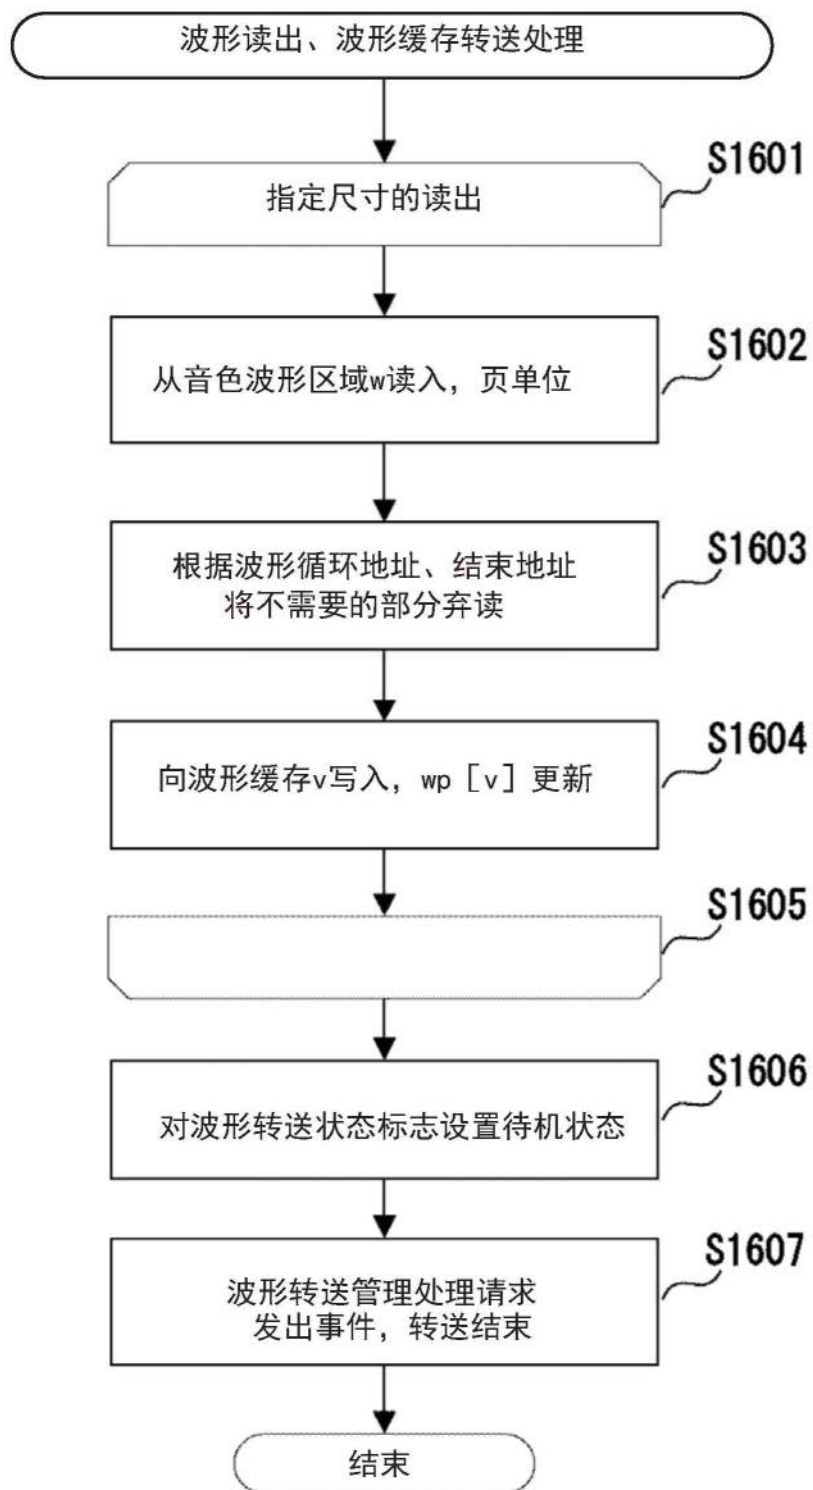 波形读出、波形缓存转送处理
S1601
指定尺寸的读出
S1602
从音色波形区域w读入，页单位
S1603
根据波形循环地址、结束地址
将不需要的部分弃读
S1604
向波形缓存v写入，wp［v］更新
S1605
S1606
对波形转送状态标志设置待机状态
S1607
波形转送管理处理请求
发出事件，转送结束
结束